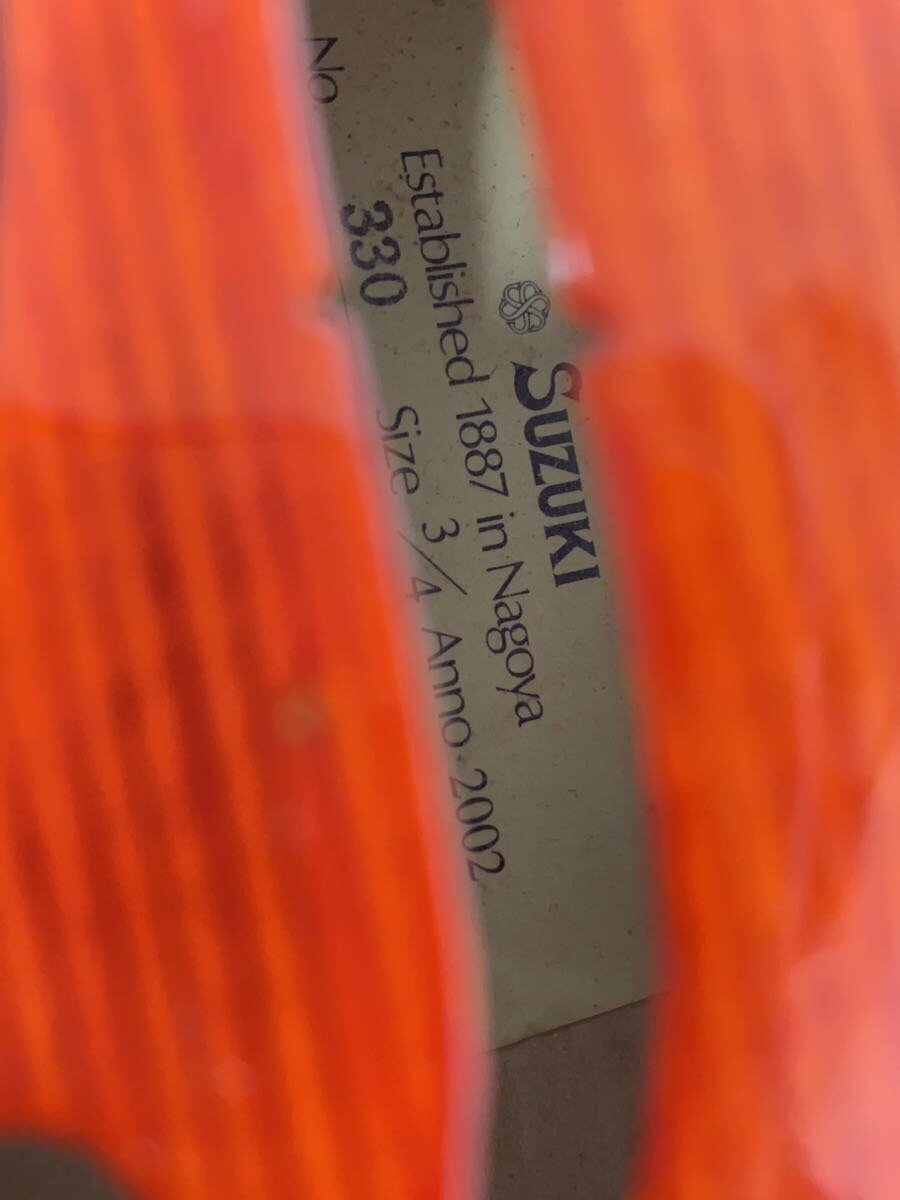 SUZUKI
Established 1887 in Nagoya
No. 330 Size 3/4 Anno 2002